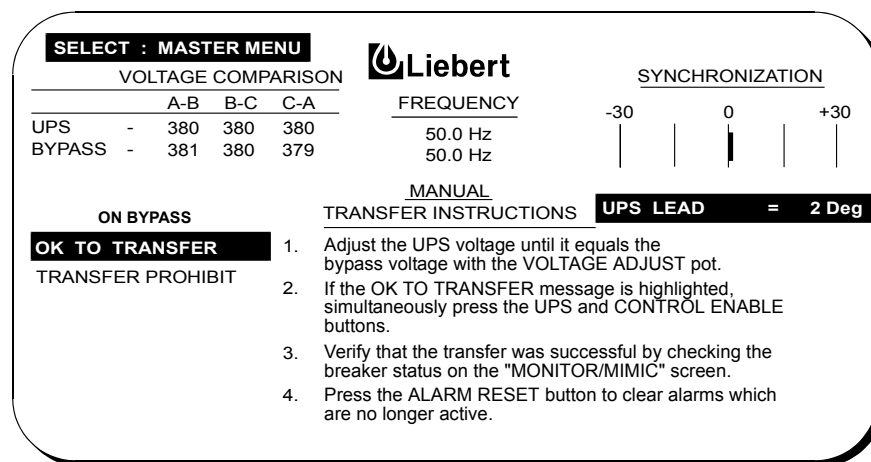 SELECT : MASTER MENU
Liebert
VOLTAGE COMPARISON
A-B B-C C-A
UPS - 380 380 380
BYPASS - 381 380 379
FREQUENCY
50.0 Hz
50.0 Hz
SYNCHRONIZATION
-30 0 +30
UPS LEAD = 2 Deg
ON BYPASS
OK TO TRANSFER
TRANSFER PROHIBIT
MANUAL
TRANSFER INSTRUCTIONS
1. Adjust the UPS voltage until it equals the
bypass voltage with the VOLTAGE ADJUST pot.
2. If the OK TO TRANSFER message is highlighted,
simultaneously press the UPS and CONTROL ENABLE
buttons.
3. Verify that the transfer was successful by checking the
breaker status on the "MONITOR/MIMIC" screen.
4. Press the ALARM RESET button to clear alarms which
are no longer active.